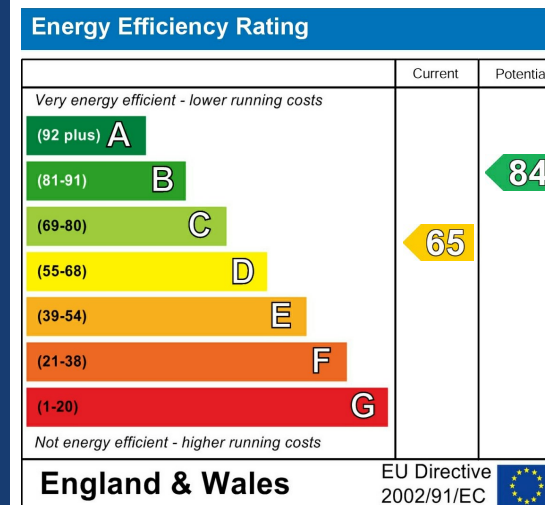 Energy Efficiency Rating
Current Potentia
Very energy efficient - lower running costs
(92 plus) A
(81-91) B
84
(69-80) C
65
(55-68) D
(39-54) E
(21-38) F
(1-20) G
Not energy efficient - higher running costs
England & Wales
EU Directive
2002/91/EC